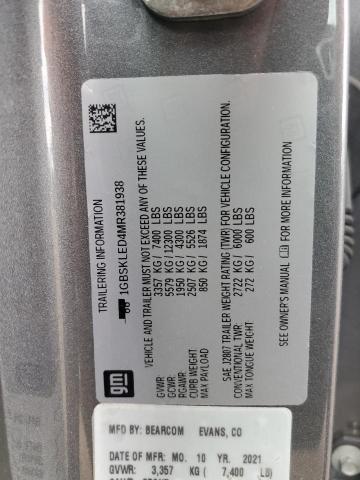 TRAILERING INFORMATION
1GBSKLED4MR381938
VEHICLE AND TRAILER MUST NOT EXCEED ANY OF THESE VALUES.
GVWR: 3357 KG / 7400 LBS
GCWR: 5579 KG / 12300 LBS
RGAWR: 1950 KG / 4300 LBS
CURB WEIGHT 2507 KG / 5526 LBS
MAX PAYLOAD 850 KG / 1874 LBS
SAE J2807 TRAILER WEIGHT RATING (TWR) FOR VEHICLE CONFIGURATION.
CONVENTIONAL TWR: 2722 KG / 6000 LBS
MAX TONGUE WEIGHT: 272 KG / 600 LBS
SEE OWNER'S MANUAL
gm
MFD BY: BEARCOM EVANS, CO
DATE OF MFR: MO. 10 YR. 2021
GVWR: 3,357 KG ( 7,400 LB)